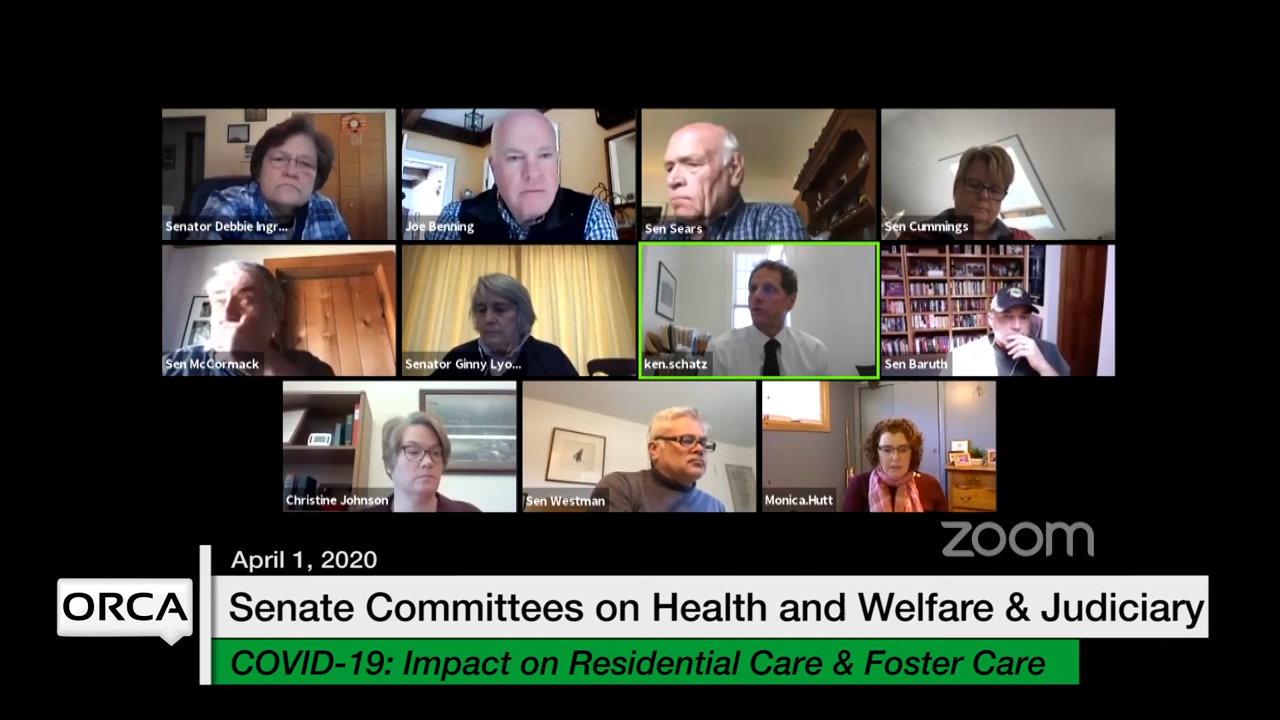 Senator Debbie Ingr...
Joe Benning
Sen Sears
Sen Cummings
Sen McCormack
Senator Ginny Lyo...
ken.schatz
Sen Baruth
Christine Johnson
Sen Westman
Monica.Hutt
zoom
April 1, 2020
ORCA
Senate Committees on Health and Welfare & Judiciary
COVID-19: Impact on Residential Care & Foster Care